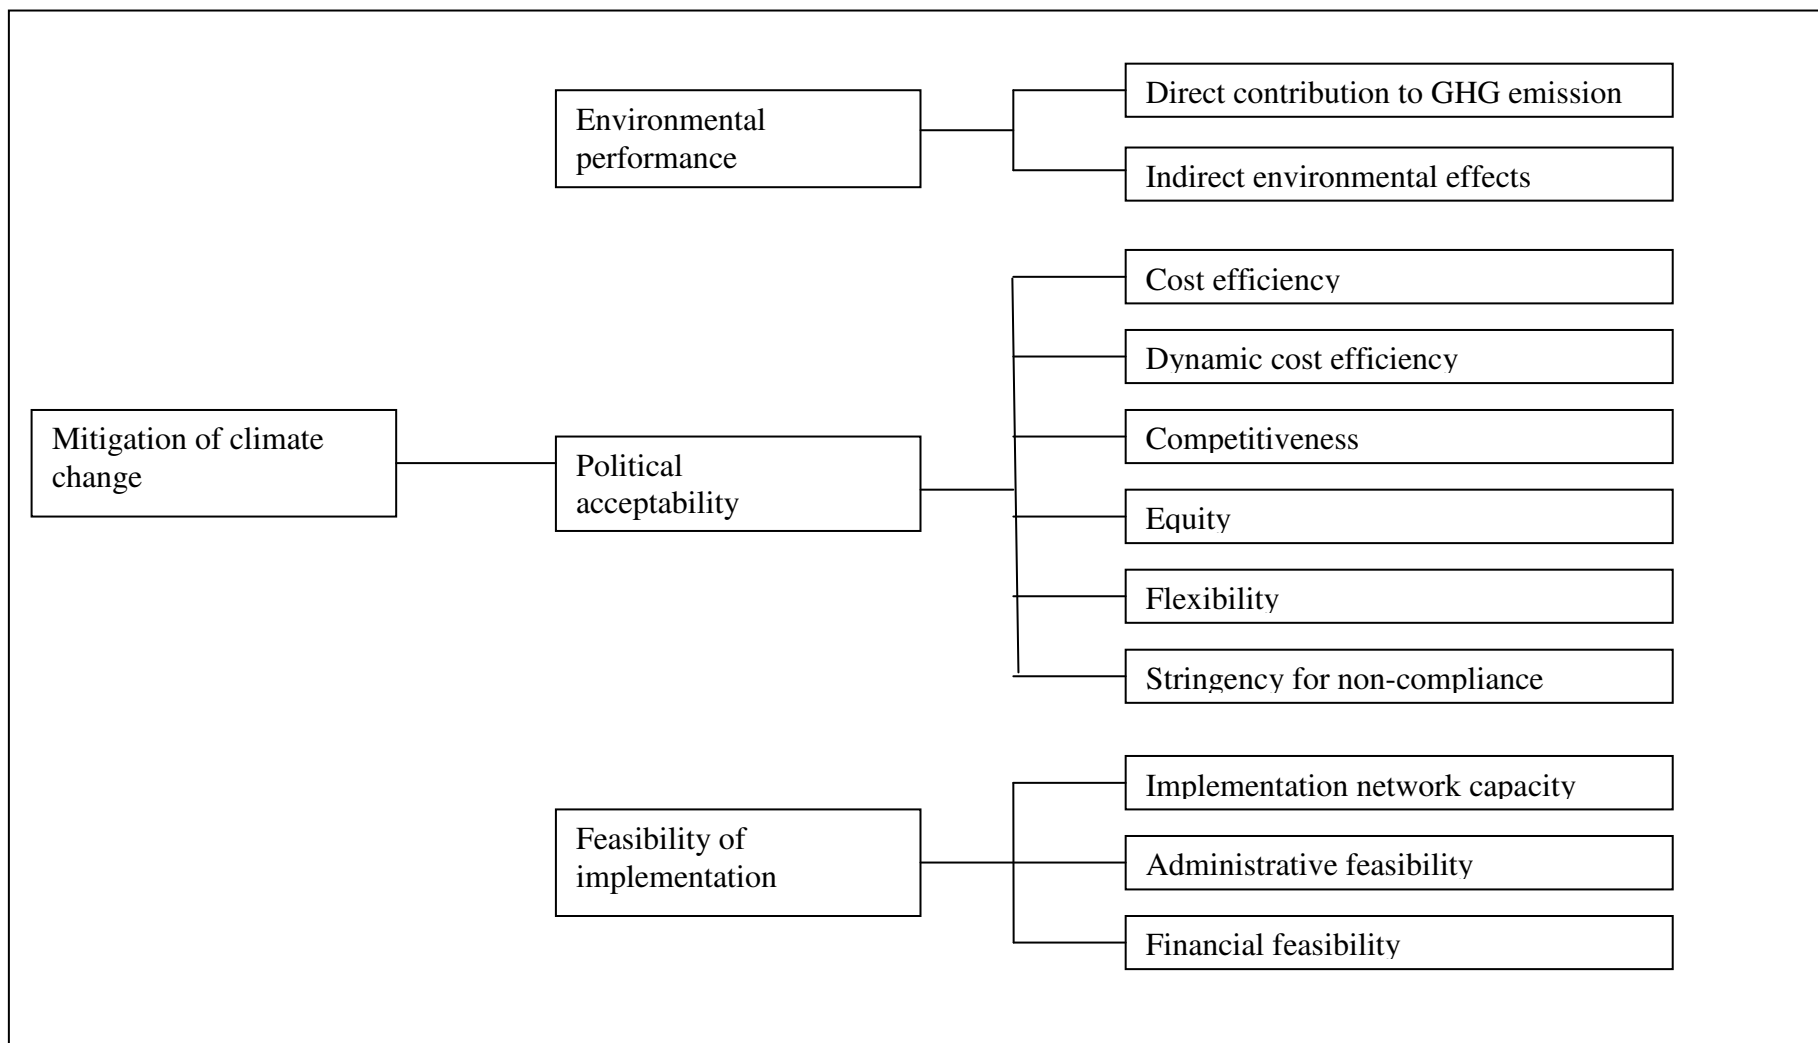 Direct contribution to GHG emission
Environmental
performance
Indirect environmental effects
Cost efficiency
Dynamic cost efficiency
Mitigation of climate
change
Competitiveness
Political
acceptability
Equity
Flexibility
Stringency for non-compliance
Implementation network capacity
Feasibility of
implementation
Administrative feasibility
Financial feasibility